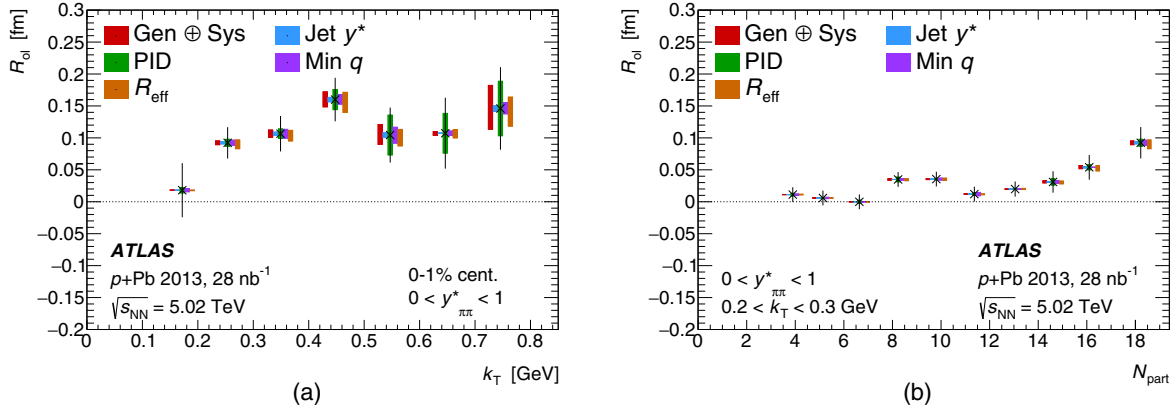 R_ol [fm]
0.3
0.25
0.2
0.15
0.1
0.05
0
−0.05
−0.1
−0.15
−0.2
Gen ⊕ Sys
PID
R_eff
Jet y*
Min q
ATLAS
p+Pb 2013, 28 nb⁻¹
√s_NN = 5.02 TeV
0-1% cent.
0 < y*_ππ < 1
0 0.1 0.2 0.3 0.4 0.5 0.6 0.7 0.8
k_T [GeV]
(a)
R_ol [fm]
0.3
0.25
0.2
0.15
0.1
0.05
0
−0.05
−0.1
−0.15
−0.2
Gen ⊕ Sys
PID
R_eff
Jet y*
Min q
0 < y*_ππ < 1
0.2 < k_T < 0.3 GeV
ATLAS
p+Pb 2013, 28 nb⁻¹
√s_NN = 5.02 TeV
0 2 4 6 8 10 12 14 16 18
N_part
(b)